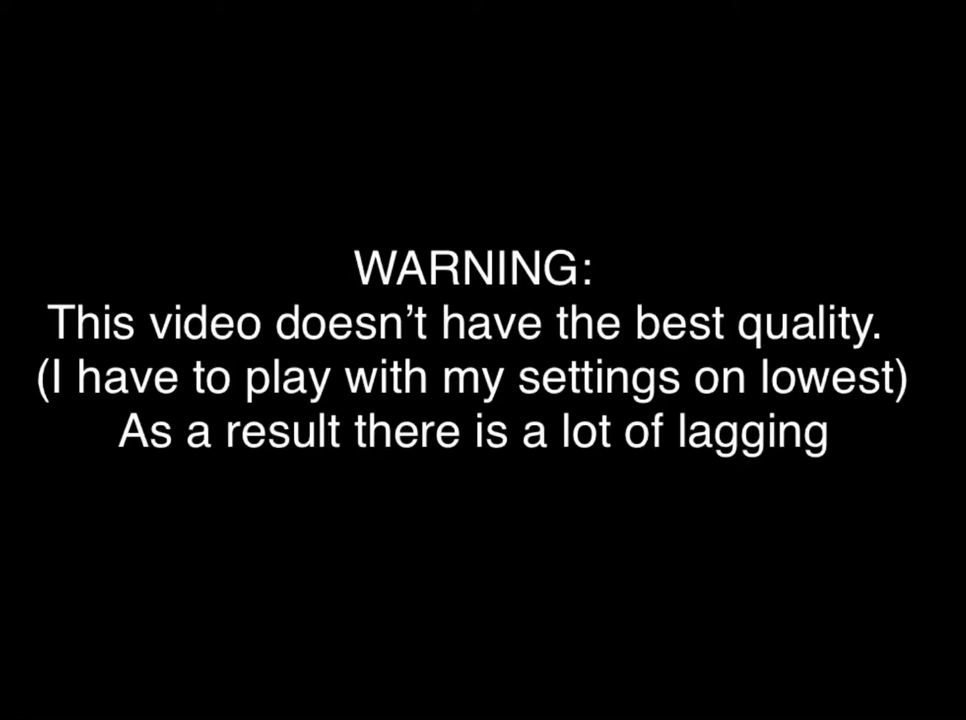 WARNING:
This video doesn’t have the best quality.
(I have to play with my settings on lowest)
As a result there is a lot of lagging